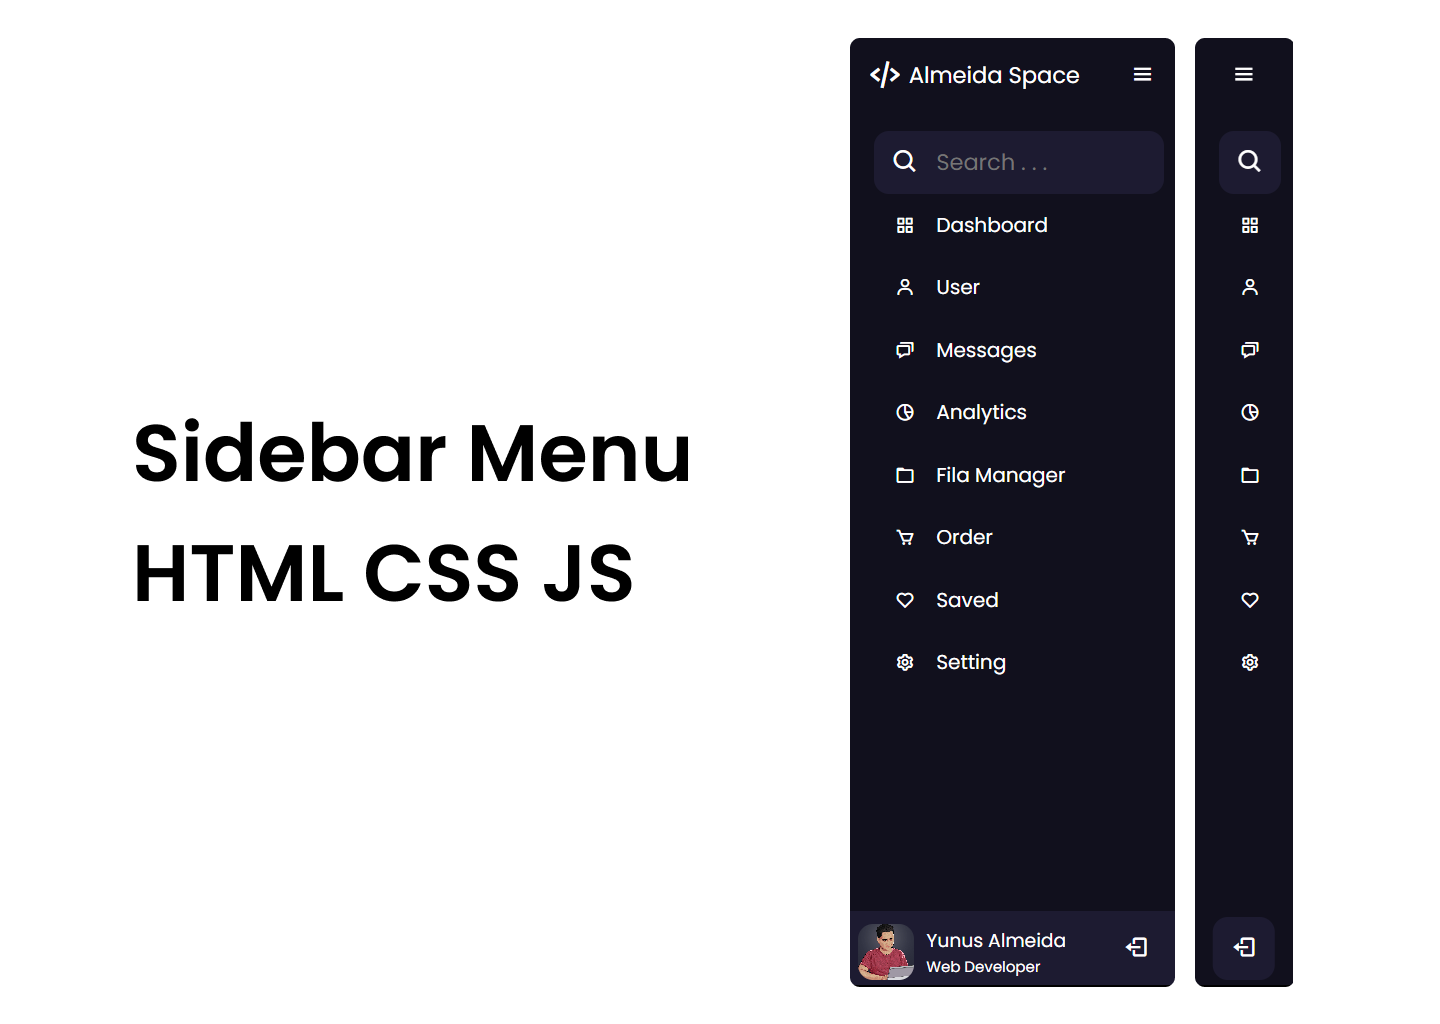 Sidebar Menu
HTML CSS JS
</> Almeida Space
Search . . .
Dashboard
User
Messages
Analytics
Fila Manager
Order
Saved
Setting
Yunus Almeida
Web Developer